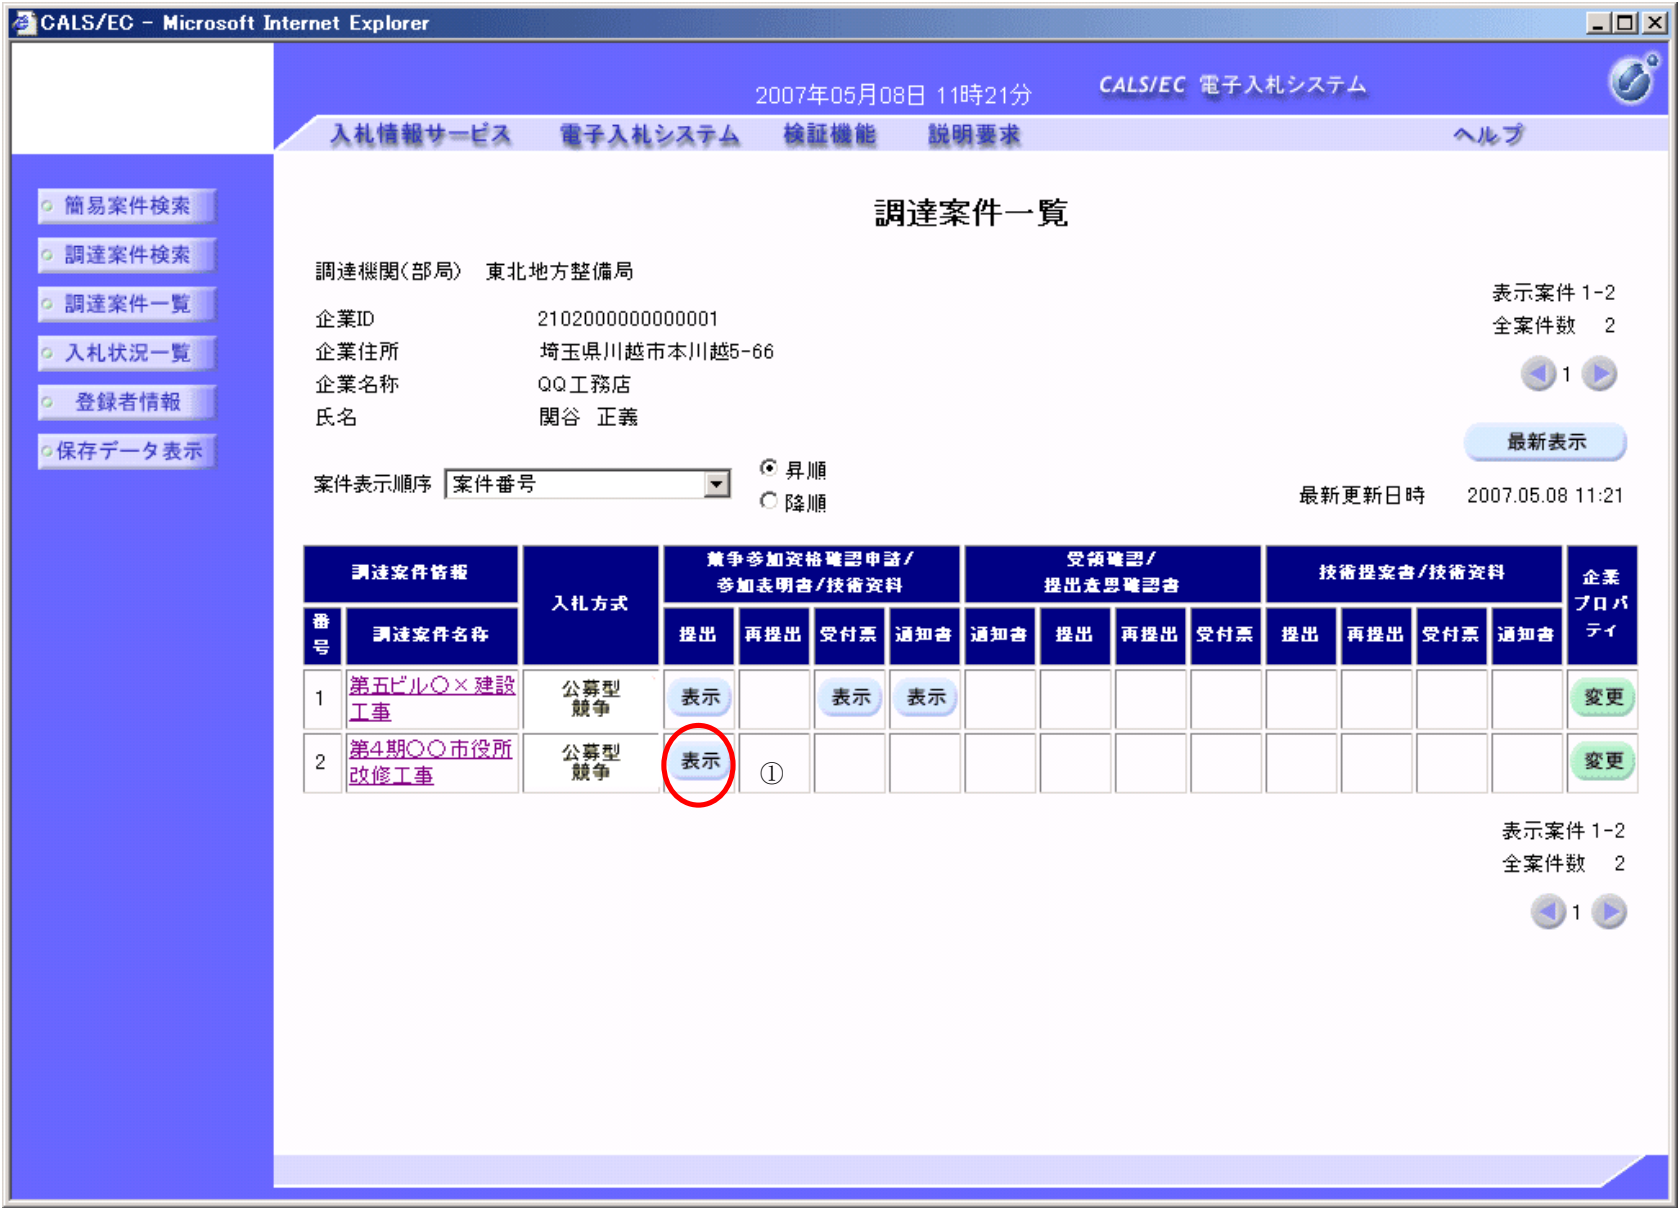 CALS/EC - Microsoft Internet Explorer
2007年05月08日 11時21分
CALS/EC 電子入札システム
入札情報サービス 電子入札システム 検証機能 説明要求 ヘルプ
簡易案件検索
調達案件検索
調達案件一覧
入札状況一覧
登録者情報
保存データ表示
調達案件一覧
調達機関(部局) 東北地方整備局
企業ID 2102000000000001
企業住所 埼玉県川越市本川越5-66
企業名称 QQ工務店
氏名 関谷 正義
表示案件 1-2
全案件数 2
1
最新表示
案件表示順序 案件番号
昇順
降順
最新更新日時 2007.05.08 11:21
調達案件情報 入札方式 競争参加資格確認申請/
参加表明書/技術資料 受領確認/
提出意思確認書 技術提案書/技術資料 企業
プロパ
ティ
番
号 調達案件名称 提出 再提出 受付票 通知書 通知書 提出 再提出 受付票 提出 再提出 受付票 通知書
1 第五ビル〇×建設
工事 公募型
競争 表示 表示 表示 変更
2 第4期〇〇市役所
改修工事 公募型
競争 表示 ① 変更
表示案件 1-2
全案件数 2
1